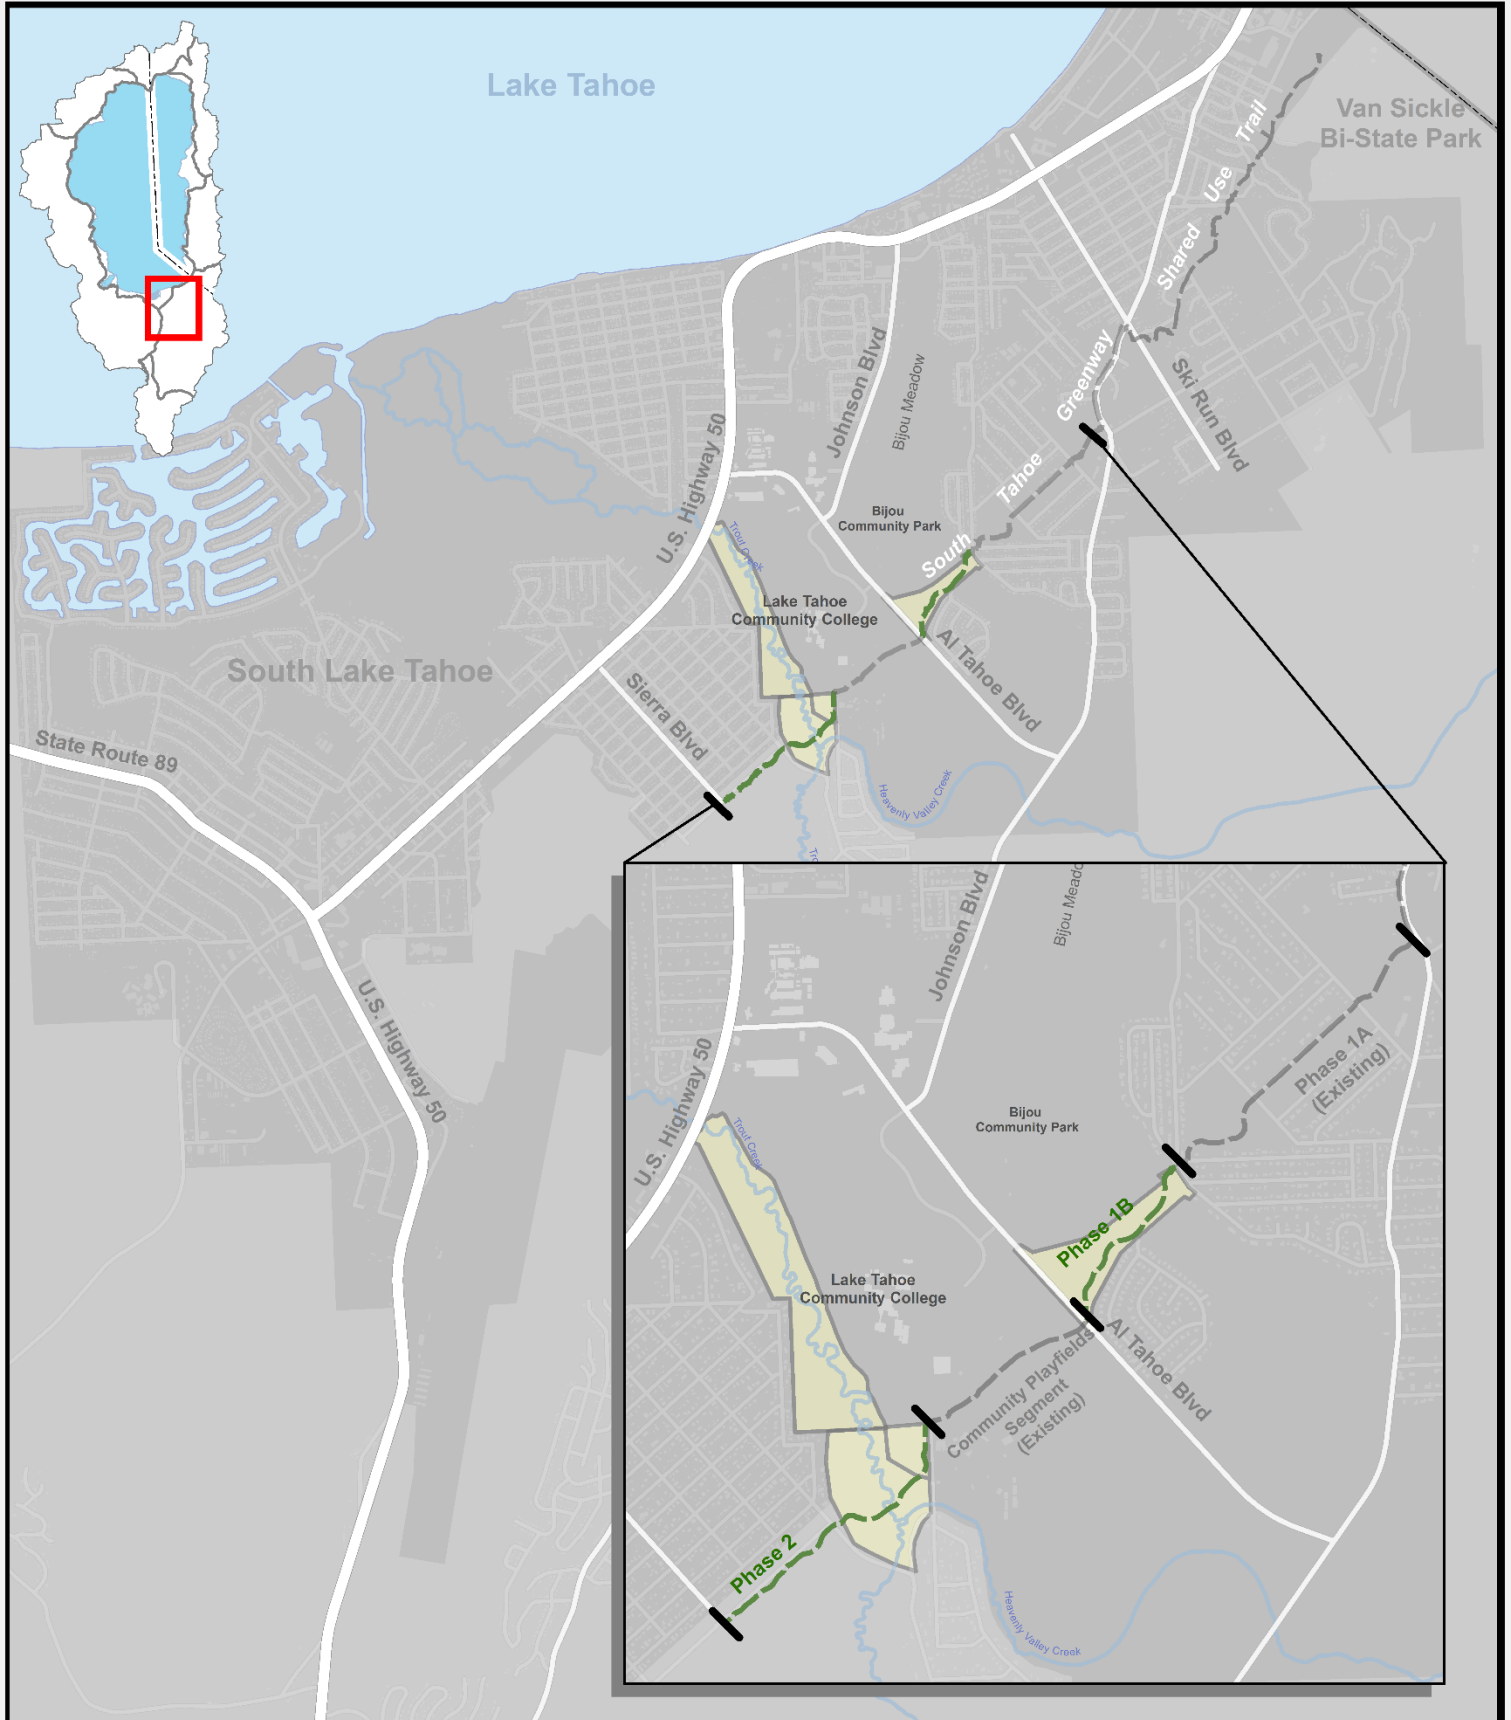 Lake Tahoe
Van Sickle
Bi-State Park
South Tahoe Greenway Shared Use Trail
Ski Run Blvd
Johnson Blvd
Bijou Meadow
U.S. Highway 50
Bijou
Community Park
Trout Creek
Lake Tahoe
Community College
Al Tahoe Blvd
South Lake Tahoe
Sierra Blvd
State Route 89
Heavenly Valley Creek
U.S. Highway 50
Johnson Blvd
U.S. Highway 50
Phase 1A
(Existing)
Bijou
Community Park
Trout Creek
Phase 1B
Lake Tahoe
Community College
Al Tahoe Blvd
Community Playfields
Segment
(Existing)
Phase 2
Heavenly Valley Creek